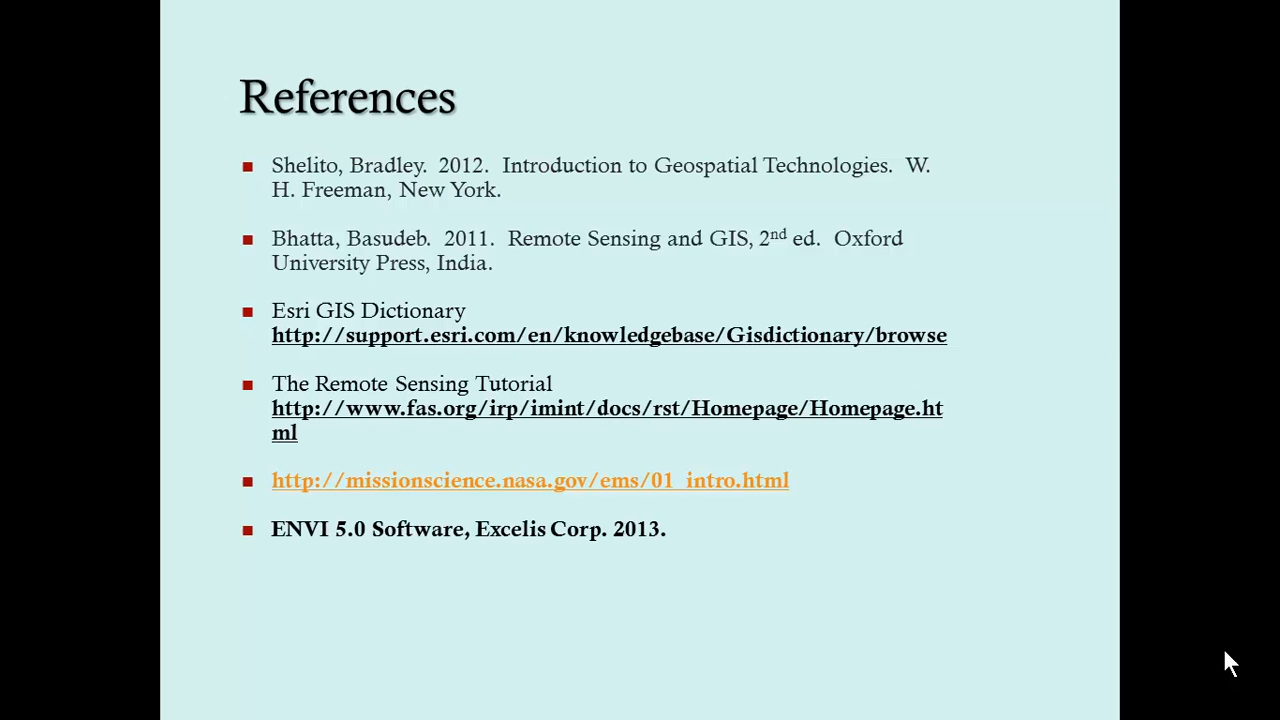 References
Shelito, Bradley.  2012.  Introduction to Geospatial Technologies.  W.
H. Freeman, New York.
Bhatta, Basudeb.  2011.  Remote Sensing and GIS, 2nd ed.  Oxford
University Press, India.
Esri GIS Dictionary
http://support.esri.com/en/knowledgebase/Gisdictionary/browse
The Remote Sensing Tutorial
http://www.fas.org/irp/imint/docs/rst/Homepage/Homepage.ht
ml
http://missionscience.nasa.gov/ems/01_intro.html
ENVI 5.0 Software, Excelis Corp. 2013.